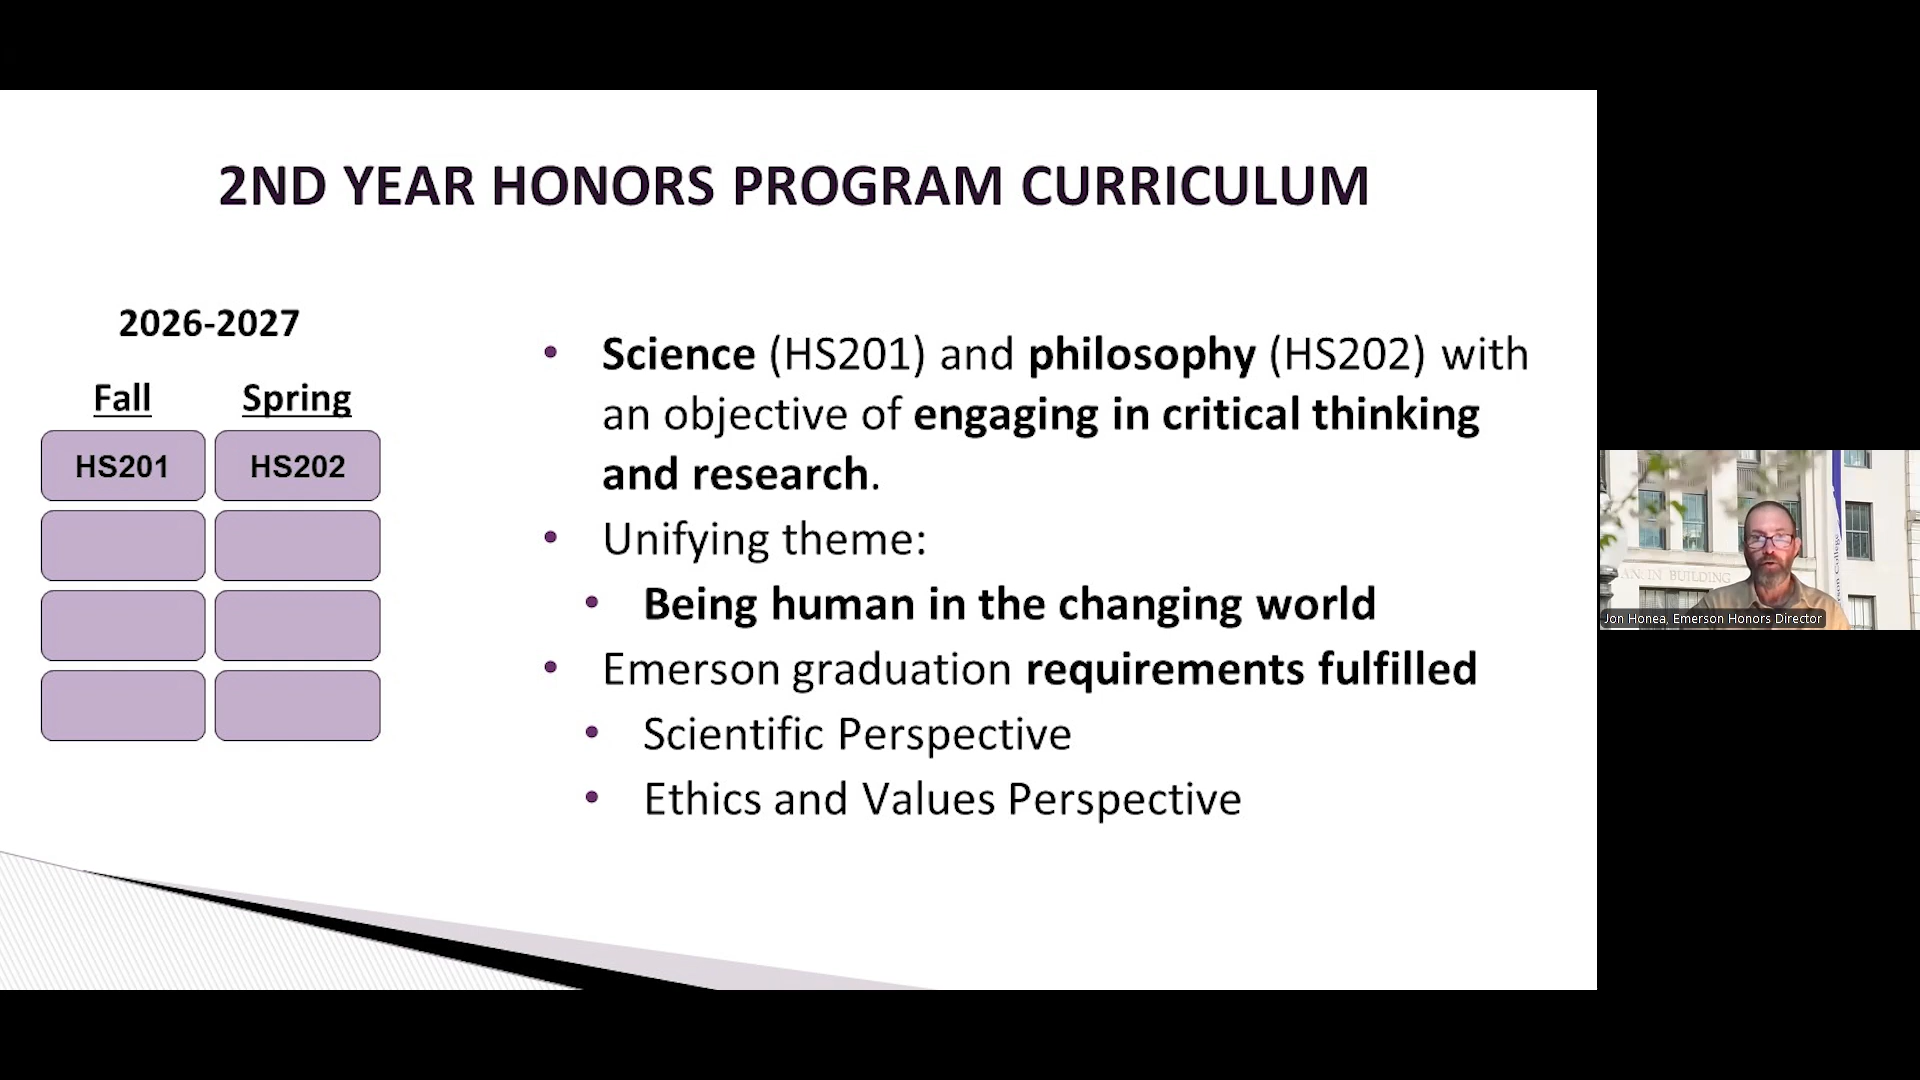 2ND YEAR HONORS PROGRAM CURRICULUM
2026-2027
Fall Spring
HS201 HS202
• Science (HS201) and philosophy (HS202) with
an objective of engaging in critical thinking
and research.
• Unifying theme:
• Being human in the changing world
• Emerson graduation requirements fulfilled
• Scientific Perspective
• Ethics and Values Perspective
IN BUILDING
Jon Honea, Emerson Honors Director